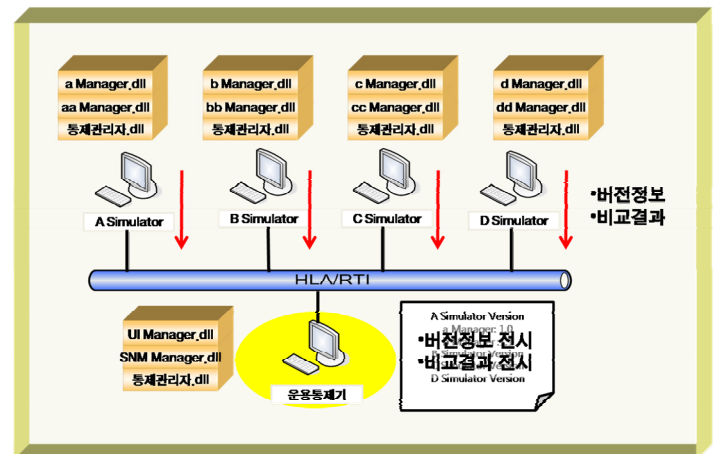 a Manager.dll
aa Manager.dll
통제관리자.dll
b Manager.dll
bb Manager.dll
통제관리자.dll
c Manager.dll
cc Manager.dll
통제관리자.dll
d Manager.dll
dd Manager.dll
통제관리자.dll
A Simulator
B Simulator
C Simulator
D Simulator
•버전정보
•비교결과
HLA/RTI
UI Manager.dll
SNM Manager.dll
통제관리자.dll
운용통제기
A Simulator Version
a Manager: 1.0
•버전정보 전시
•비교결과 전시
D Simulator Version